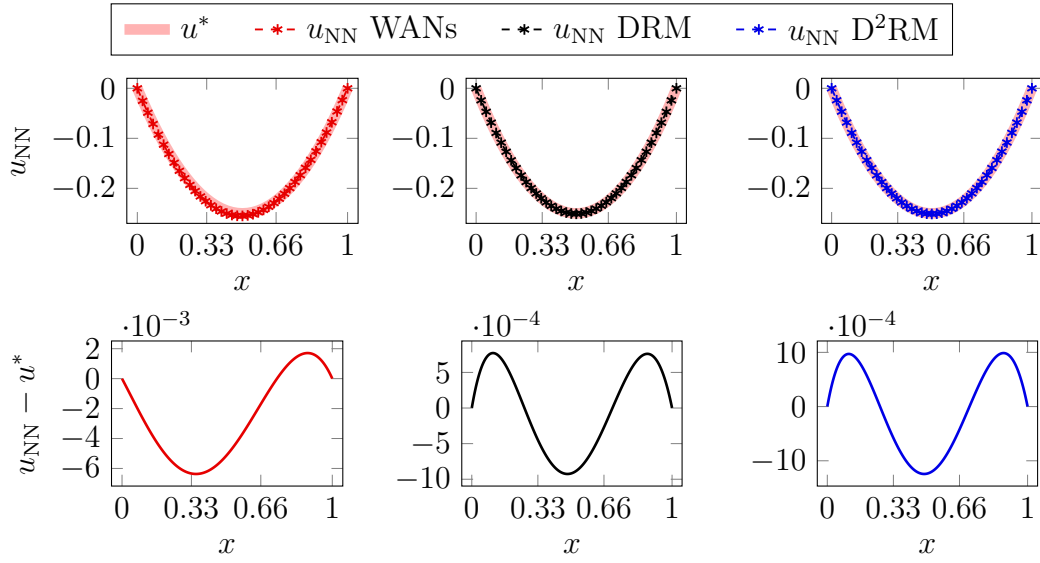 u* u_NN WANs u_NN DRM u_NN D²RM
0 0 0
−0.1 −0.1 −0.1
u_NN
−0.2 −0.2 −0.2
0 0.33 0.66 1 0 0.33 0.66 1 0 0.33 0.66 1
x x x
·10⁻³ ·10⁻⁴ ·10⁻⁴
2 5 10
0 0 0
u_NN − u*
−2 −5 −10
−4 −10
−6
0 0.33 0.66 1 0 0.33 0.66 1 0 0.33 0.66 1
x x x